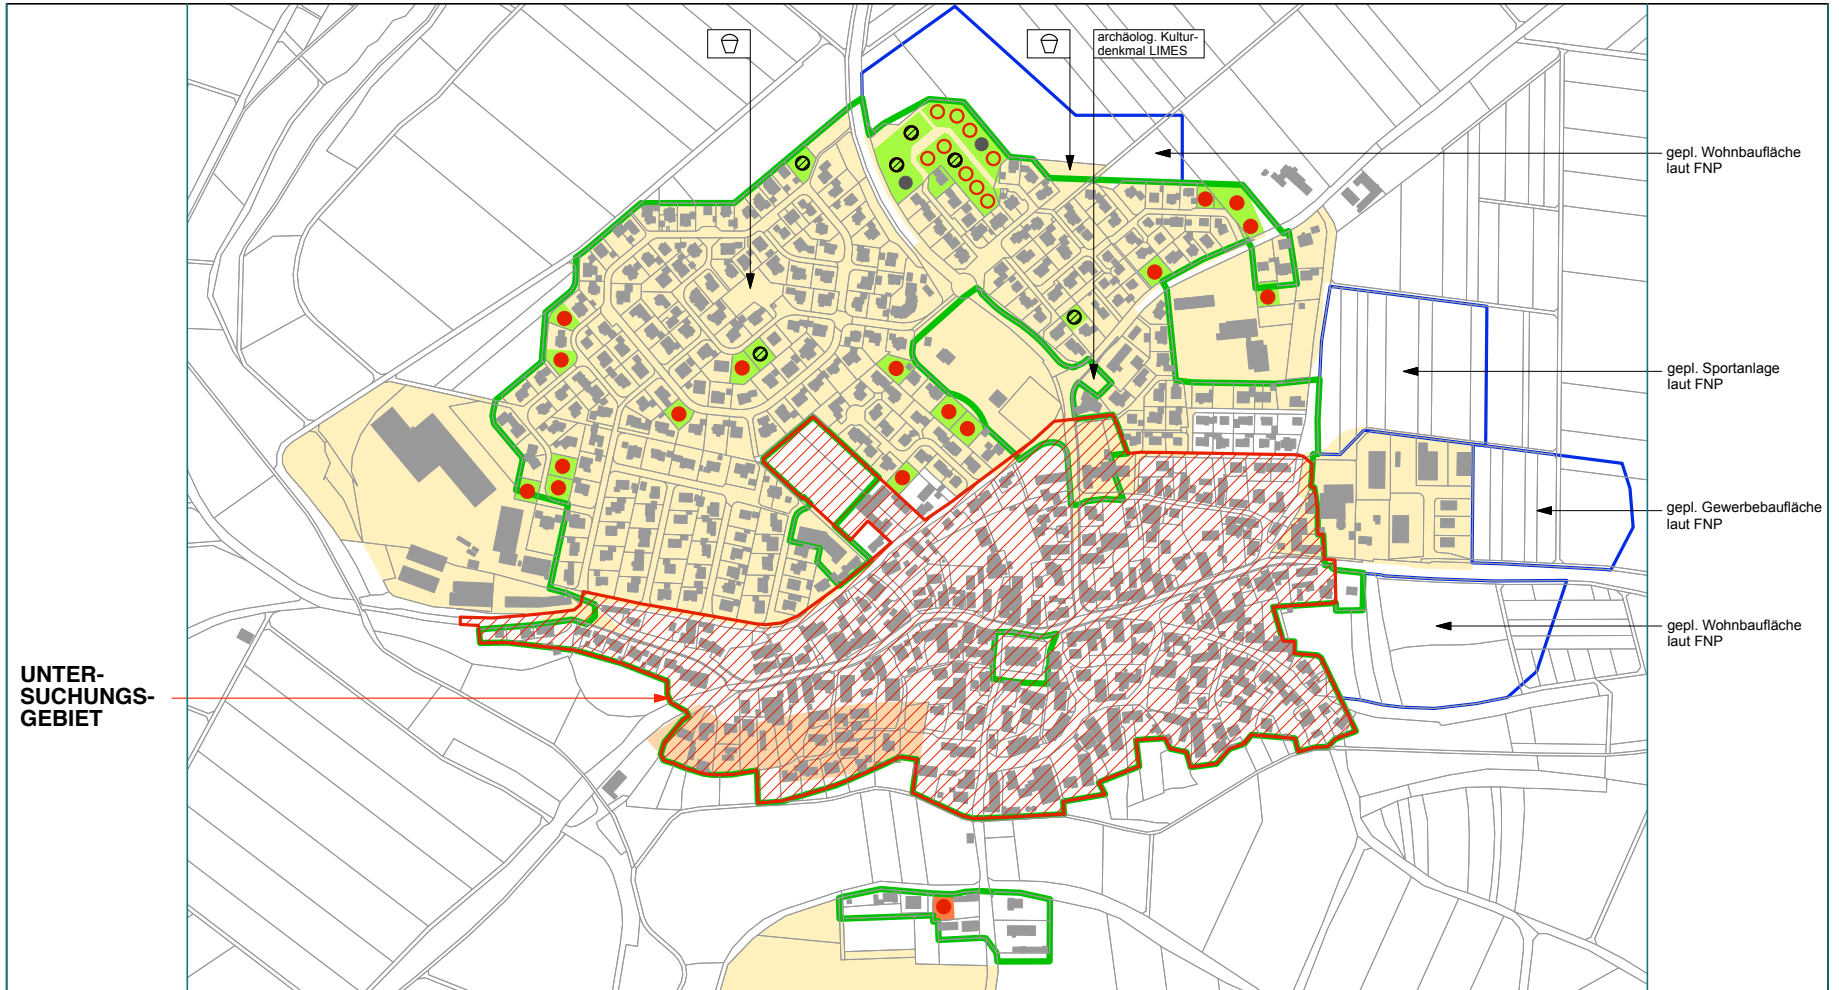 archäolog. Kultur-
denkmal LIMES
gepl. Wohnbaufläche
laut FNP
gepl. Sportanlage
laut FNP
gepl. Gewerbebaufläche
laut FNP
gepl. Wohnbaufläche
laut FNP
UNTER-
SUCHUNGS-
GEBIET